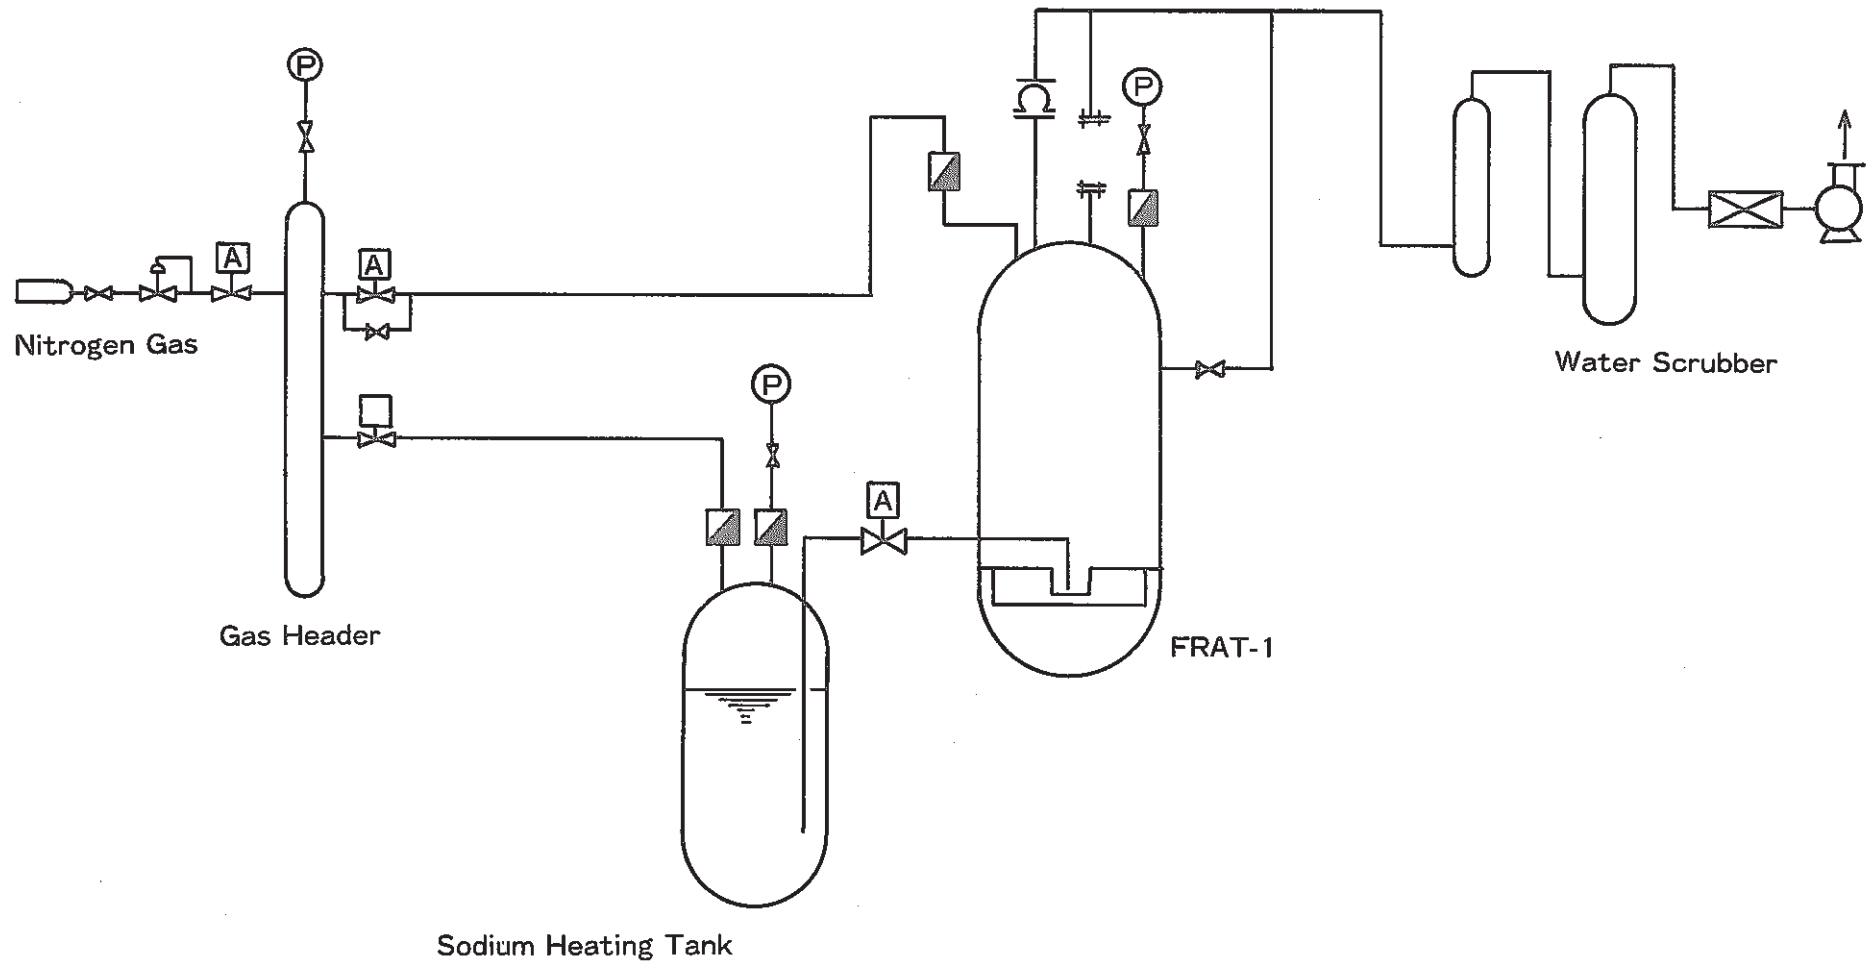 P
P
A
A
Nitrogen Gas
Water Scrubber
P
A
Gas Header
FRAT-1
Sodium Heating Tank